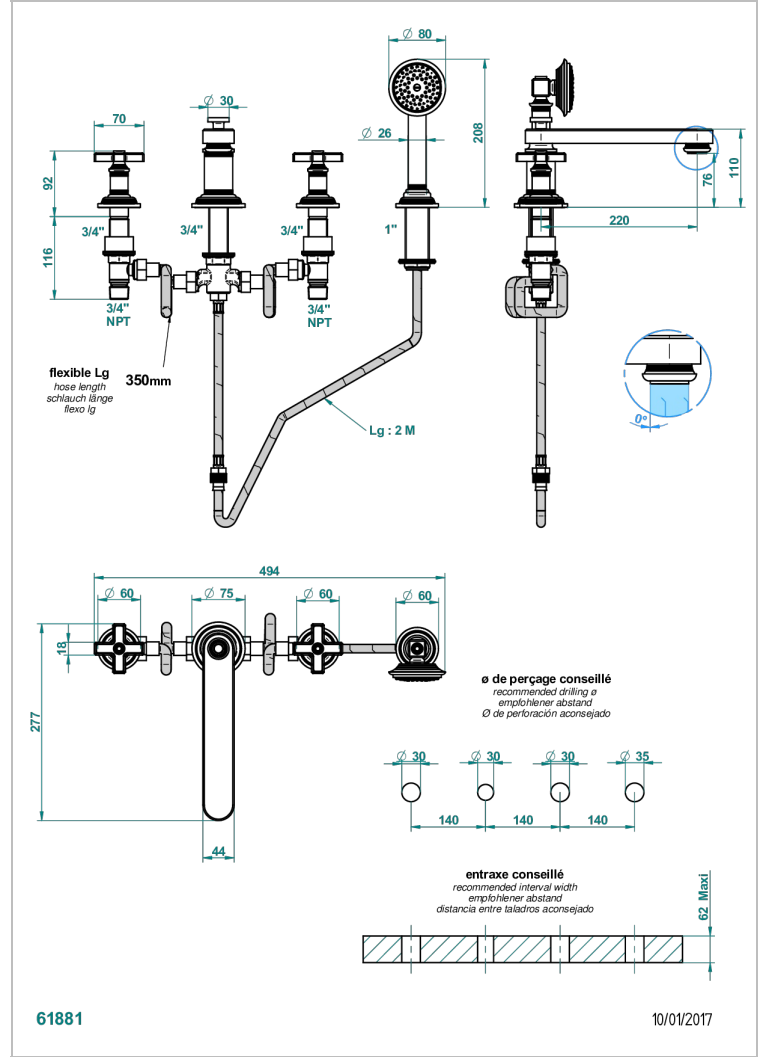 Ø 80
Ø 30
70
Ø 26
208
92
76
110
220
3/4"
3/4"
3/4"
1"
116
3/4"
NPT
3/4"
NPT
flexible Lg
hose length
schlauch länge
flexo lg
350mm
0°
Lg : 2 M
494
Ø 60
Ø 75
Ø 60
Ø 60
18
277
44
ø de perçage conseillé
recommended drilling ø
empfohlener abstand
Ø de perforación aconsejado
Ø 30
Ø 30
Ø 30
Ø 35
140
140
140
entraxe conseillé
recommended interval width
empfohlener abstand
distancia entre taladros aconsejado
62 Maxi
61881
10/01/2017